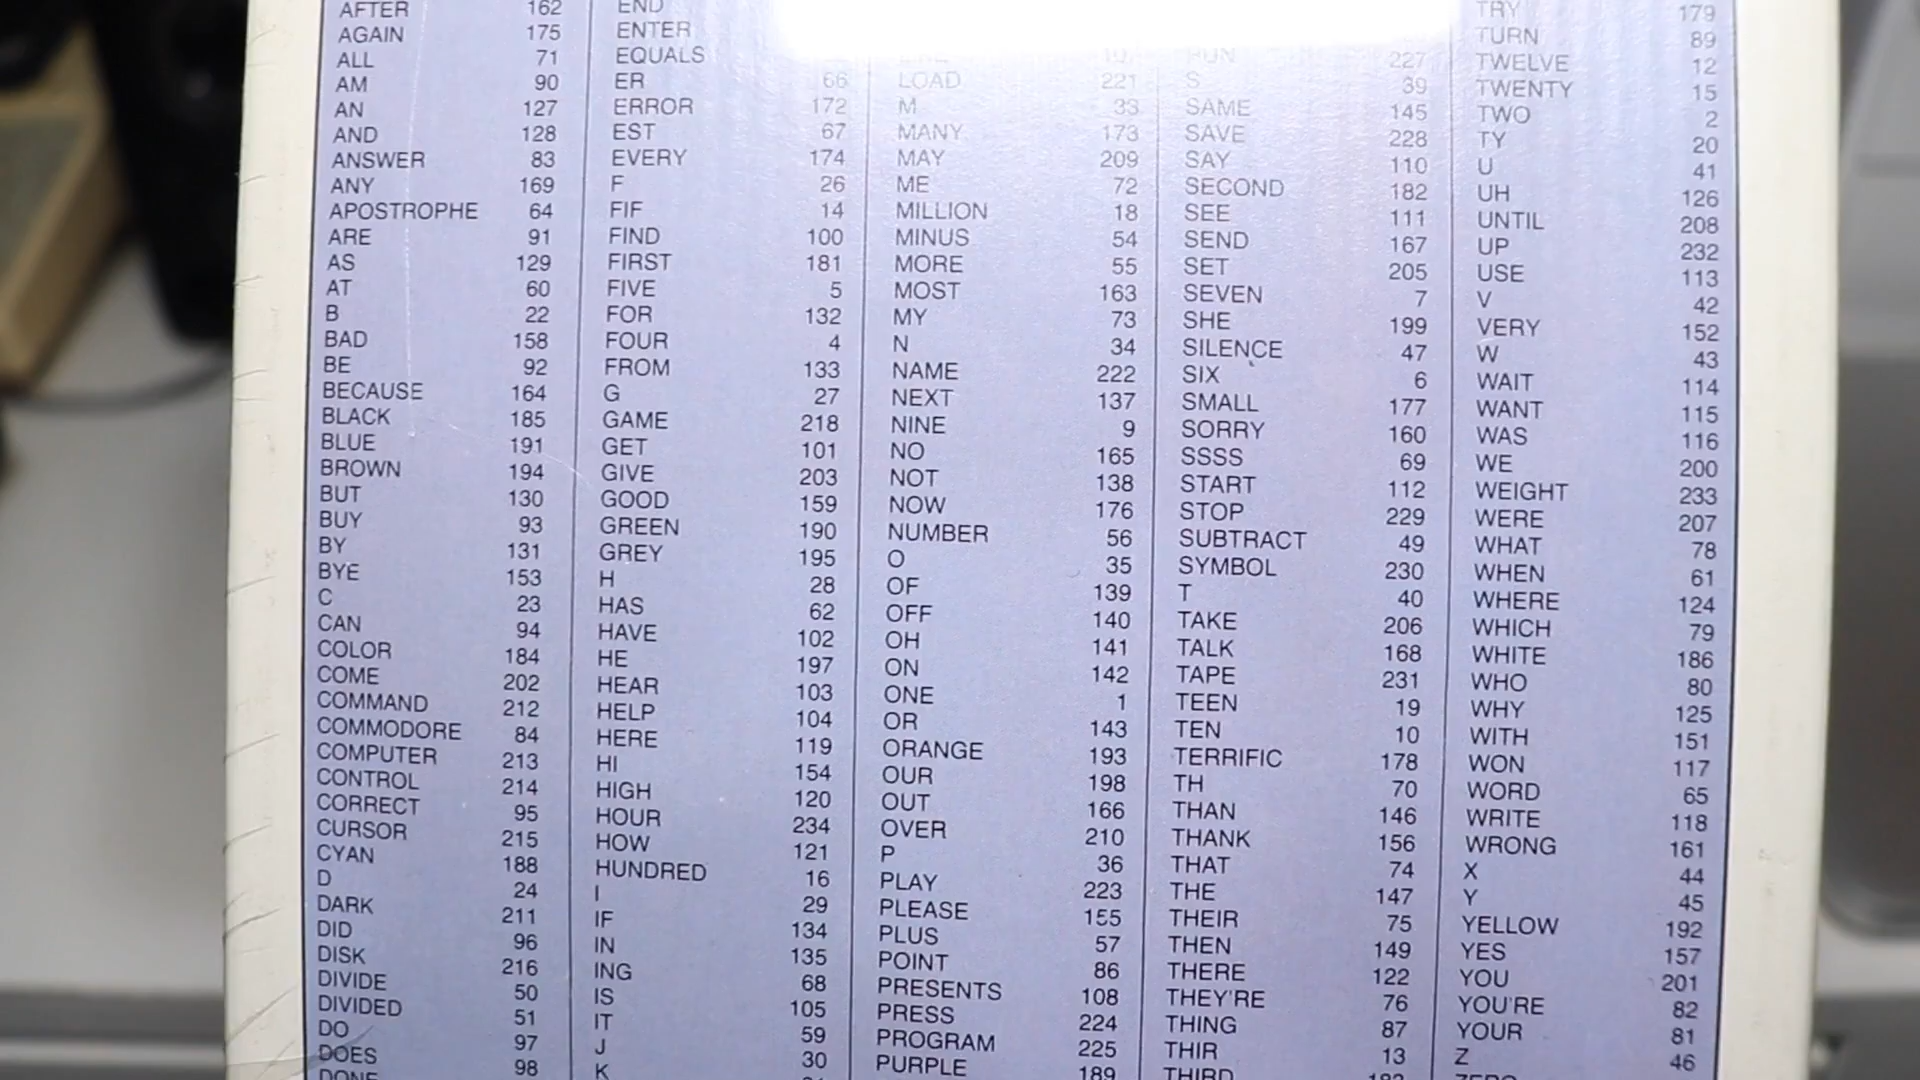 AFTER 162
AGAIN 175
ALL 71
AM 90
AN 127
AND 128
ANSWER 83
ANY 169
APOSTROPHE 64
ARE 91
AS 129
AT 60
B 22
BAD 158
BE 92
BECAUSE 164
BLACK 185
BLUE 191
BROWN 194
BUT 130
BUY 93
BY 131
BYE 153
C 23
CAN 94
COLOR 184
COME 202
COMMAND 212
COMMODORE 84
COMPUTER 213
CONTROL 214
CORRECT 95
CURSOR 215
CYAN 188
D 24
DARK 211
DID 96
DISK 216
DIVIDE 50
DIVIDED 51
DO 97
DOES 98
DONE
END
ENTER
EQUALS
ER 66
ERROR 172
EST 67
EVERY 174
F 26
FIF 14
FIND 100
FIRST 181
FIVE 5
FOR 132
FOUR 4
FROM 133
G 27
GAME 218
GET 101
GIVE 203
GOOD 159
GREEN 190
GREY 195
H 28
HAS 62
HAVE 102
HE 197
HEAR 103
HELP 104
HERE 119
HI 154
HIGH 120
HOUR 234
HOW 121
HUNDRED 16
I 29
IF 134
IN 135
ING 68
IS 105
IT 59
J 30
K
LOAD 221
M 33
MANY 173
MAY 209
ME 72
MILLION 18
MINUS 54
MORE 55
MOST 163
MY 73
N 34
NAME 222
NEXT 137
NINE 9
NO 165
NOT 138
NOW 176
NUMBER 56
O 35
OF 139
OFF 140
OH 141
ON 142
ONE 1
OR 143
ORANGE 193
OUR 198
OUT 166
OVER 210
P 36
PLAY 223
PLEASE 155
PLUS 57
POINT 86
PRESENTS 108
PRESS 224
PROGRAM 225
PURPLE 189
RUN 227
S 39
SAME 145
SAVE 228
SAY 110
SECOND 182
SEE 111
SEND 167
SET 205
SEVEN 7
SHE 199
SILENCE 47
SIX 6
SMALL 177
SORRY 160
SSSS 69
START 112
STOP 229
SUBTRACT 49
SYMBOL 230
T 40
TAKE 206
TALK 168
TAPE 231
TEEN 19
TEN 10
TERRIFIC 178
TH 70
THAN 146
THANK 156
THAT 74
THE 147
THEIR 75
THEN 149
THERE 122
THEY'RE 76
THING 87
THIR 13
THIRD
TRY 179
TURN 89
TWELVE 12
TWENTY 15
TWO 2
TY 20
U 41
UH 126
UNTIL 208
UP 232
USE 113
V 42
VERY 152
W 43
WAIT 114
WANT 115
WAS 116
WE 200
WEIGHT 233
WERE 207
WHAT 78
WHEN 61
WHERE 124
WHICH 79
WHITE 186
WHO 80
WHY 125
WITH 151
WON 117
WORD 65
WRITE 118
WRONG 161
X 44
Y 45
YELLOW 192
YES 157
YOU 201
YOU'RE 82
YOUR 81
Z 46